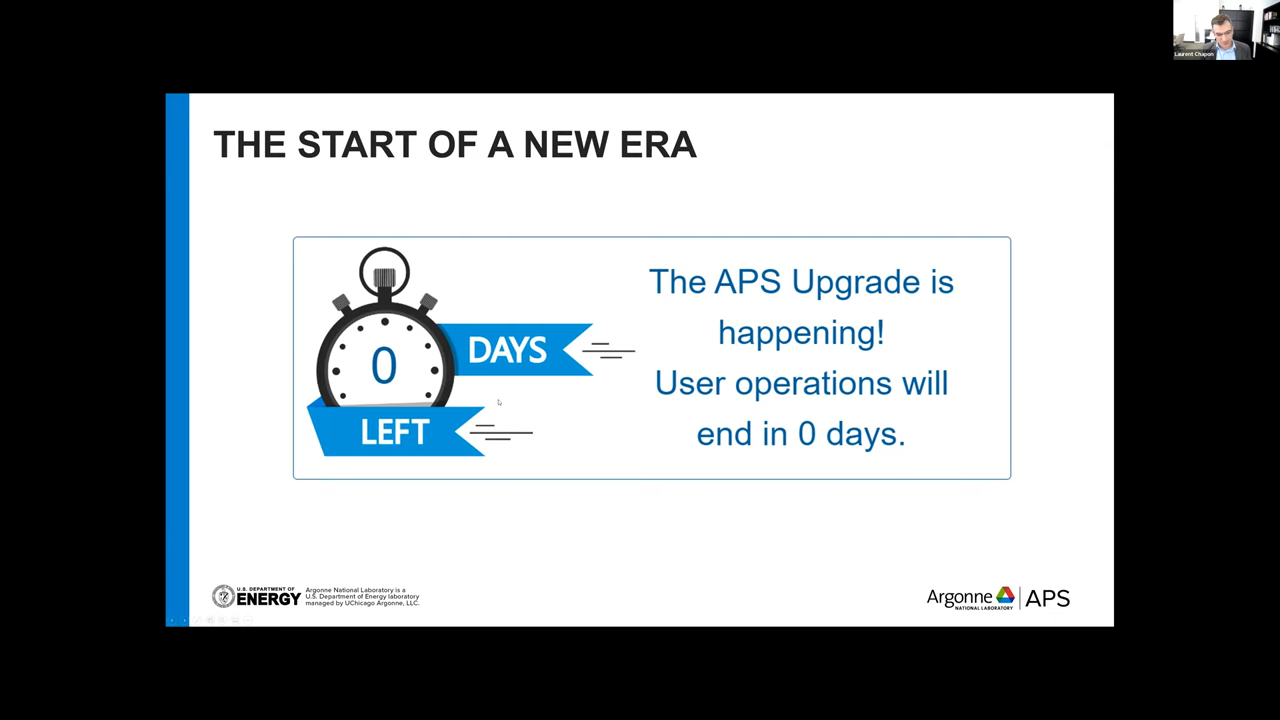 Laurent Chapon
THE START OF A NEW ERA
0
DAYS
LEFT
The APS Upgrade is
happening!
User operations will
end in 0 days.
U.S. DEPARTMENT OF
ENERGY
Argonne National Laboratory is a
U.S. Department of Energy laboratory
managed by UChicago Argonne, LLC.
Argonne
NATIONAL LABORATORY
APS